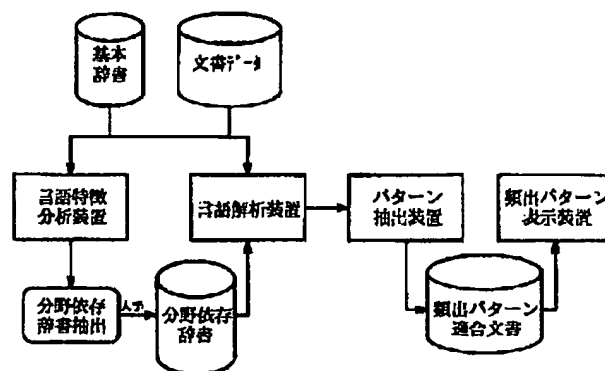 基本
辞書
文書データ
言語特徴
分析装置
言語解析装置
パターン
抽出装置
頻出パターン
表示装置
分野依存
辞書抽出
人手
分野依存
辞書
頻出パターン
適合文書